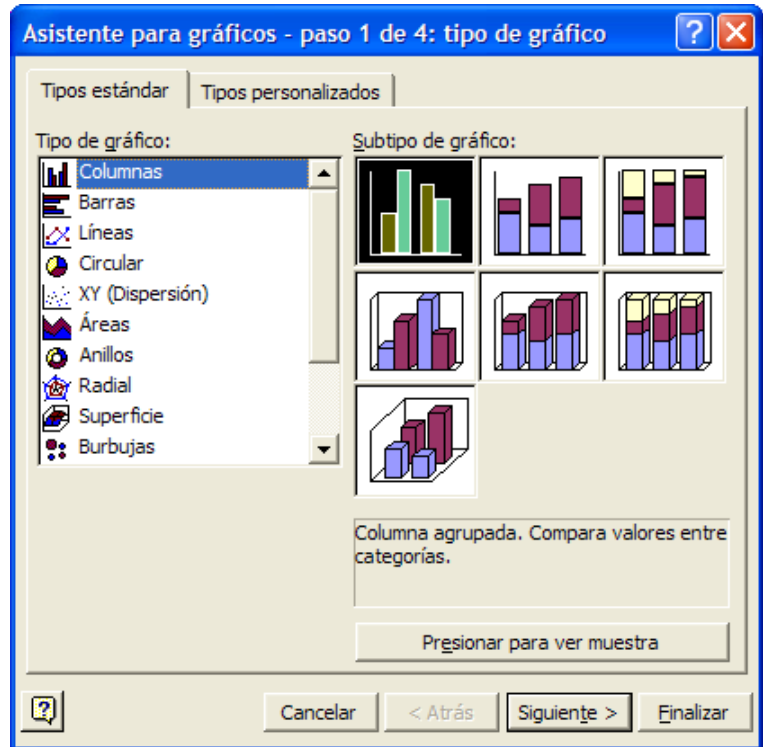 Asistente para gráficos - paso 1 de 4: tipo de gráfico
Tipos estándar
Tipos personalizados
Tipo de gráfico:
Columnas
Barras
Líneas
Circular
XY (Dispersión)
Áreas
Anillos
Radial
Superficie
Burbujas
Subtipo de gráfico:
Columna agrupada. Compara valores entre
categorías.
Presionar para ver muestra
Cancelar
< Atrás
Siguiente >
Finalizar